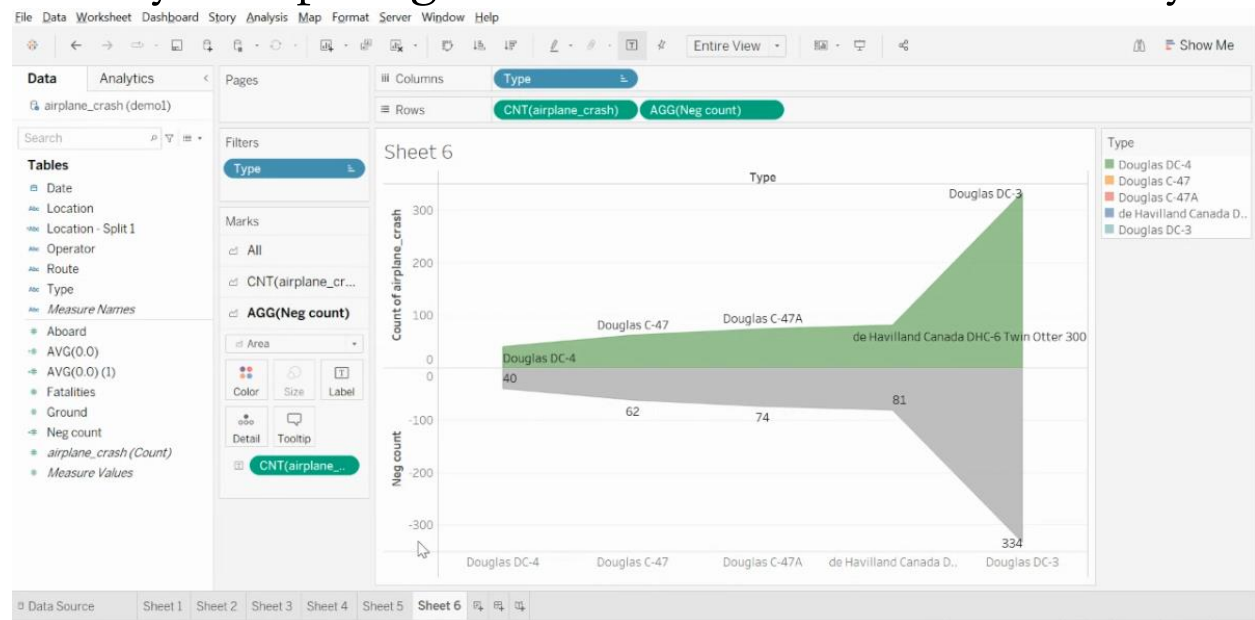 File Data Worksheet Dashboard Story Analysis Map Format Server Window Help
Entire View
Show Me
Data Analytics
airplane_crash (demo1)
Search
Tables
Date
Abc Location
Abc Location - Split 1
Abc Operator
Abc Route
Abc Type
Abc Measure Names
Aboard
AVG(0.0)
AVG(0.0) (1)
Fatalities
Ground
Neg count
airplane_crash (Count)
Measure Values
Pages
Filters
Type
Marks
All
CNT(airplane_cr...
AGG(Neg count)
Area
Color Size Label
Detail Tooltip
CNT(airplane_..
Columns Type
Rows CNT(airplane_crash) AGG(Neg count)
Sheet 6
Type
Count of airplane_crash
300
200
100
0
Douglas DC-4
Douglas C-47
Douglas C-47A
de Havilland Canada DHC-6 Twin Otter 300
Douglas DC-3
Neg count
0
-100
-200
-300
40
62
74
81
334
Douglas DC-4 Douglas C-47 Douglas C-47A de Havilland Canada D.. Douglas DC-3
Type
Douglas DC-4
Douglas C-47
Douglas C-47A
de Havilland Canada D..
Douglas DC-3
Data Source Sheet 1 Sheet 2 Sheet 3 Sheet 4 Sheet 5 Sheet 6